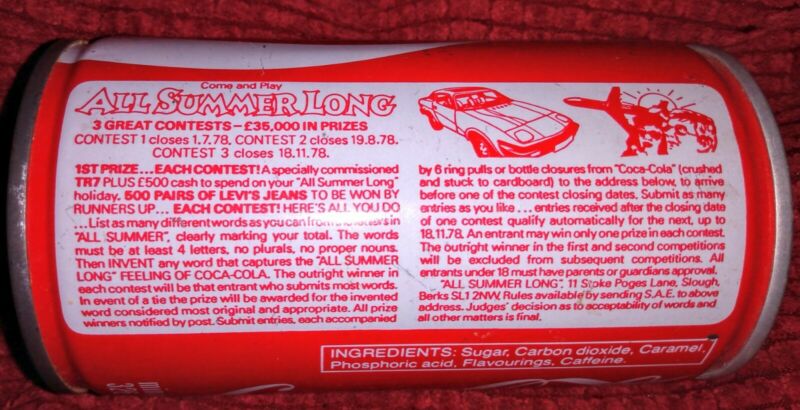 Come and Play
ALL SUMMER LONG
3 GREAT CONTESTS – £35,000 IN PRIZES
CONTEST 1 closes 1.7.78. CONTEST 2 closes 19.8.78.
CONTEST 3 closes 18.11.78.
1ST PRIZE... EACH CONTEST! A specially commissioned
TR7 PLUS £500 cash to spend on your "All Summer Long"
holiday. 500 PAIRS OF LEVI'S JEANS TO BE WON BY
RUNNERS UP... EACH CONTEST! HERE'S ALL YOU DO
...List as many different words as you can from the letters in
"ALL SUMMER", clearly marking your total. The words
must be at least 4 letters, no plurals, no proper nouns.
Then INVENT any word that captures the "ALL SUMMER
LONG" FEELING OF COCA-COLA. The outright winner in
each contest will be that entrant who submits most words.
In event of a tie the prize will be awarded for the invented
word considered most original and appropriate. All prize
winners notified by post. Submit entries, each accompanied
by 6 ring pulls or bottle closures from "Coca-Cola" (crushed
and stuck to cardboard) to the address below, to arrive
before one of the contest closing dates. Submit as many
entries as you like... entries received after the closing date
of one contest qualify automatically for the next, up to
18.11.78. An entrant may win only one prize in each contest.
The outright winner in the first and second competitions
will be excluded from subsequent competitions. All
entrants under 18 must have parents or guardians approval.
"ALL SUMMER LONG", 11 Stoke Poges Lane, Slough,
Berks SL1 2NW. Rules available by sending S.A.E. to above
address. Judges' decision as to acceptability of words and
all other matters is final.
INGREDIENTS: Sugar, Carbon dioxide, Caramel,
Phosphoric acid, Flavourings, Caffeine.